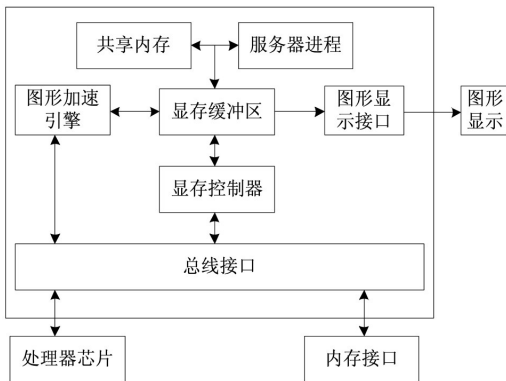 共享内存
服务器进程
图形加速
引擎
显存缓冲区
图形显
示接口
图形
显示
显存控制器
总线接口
处理器芯片
内存接口